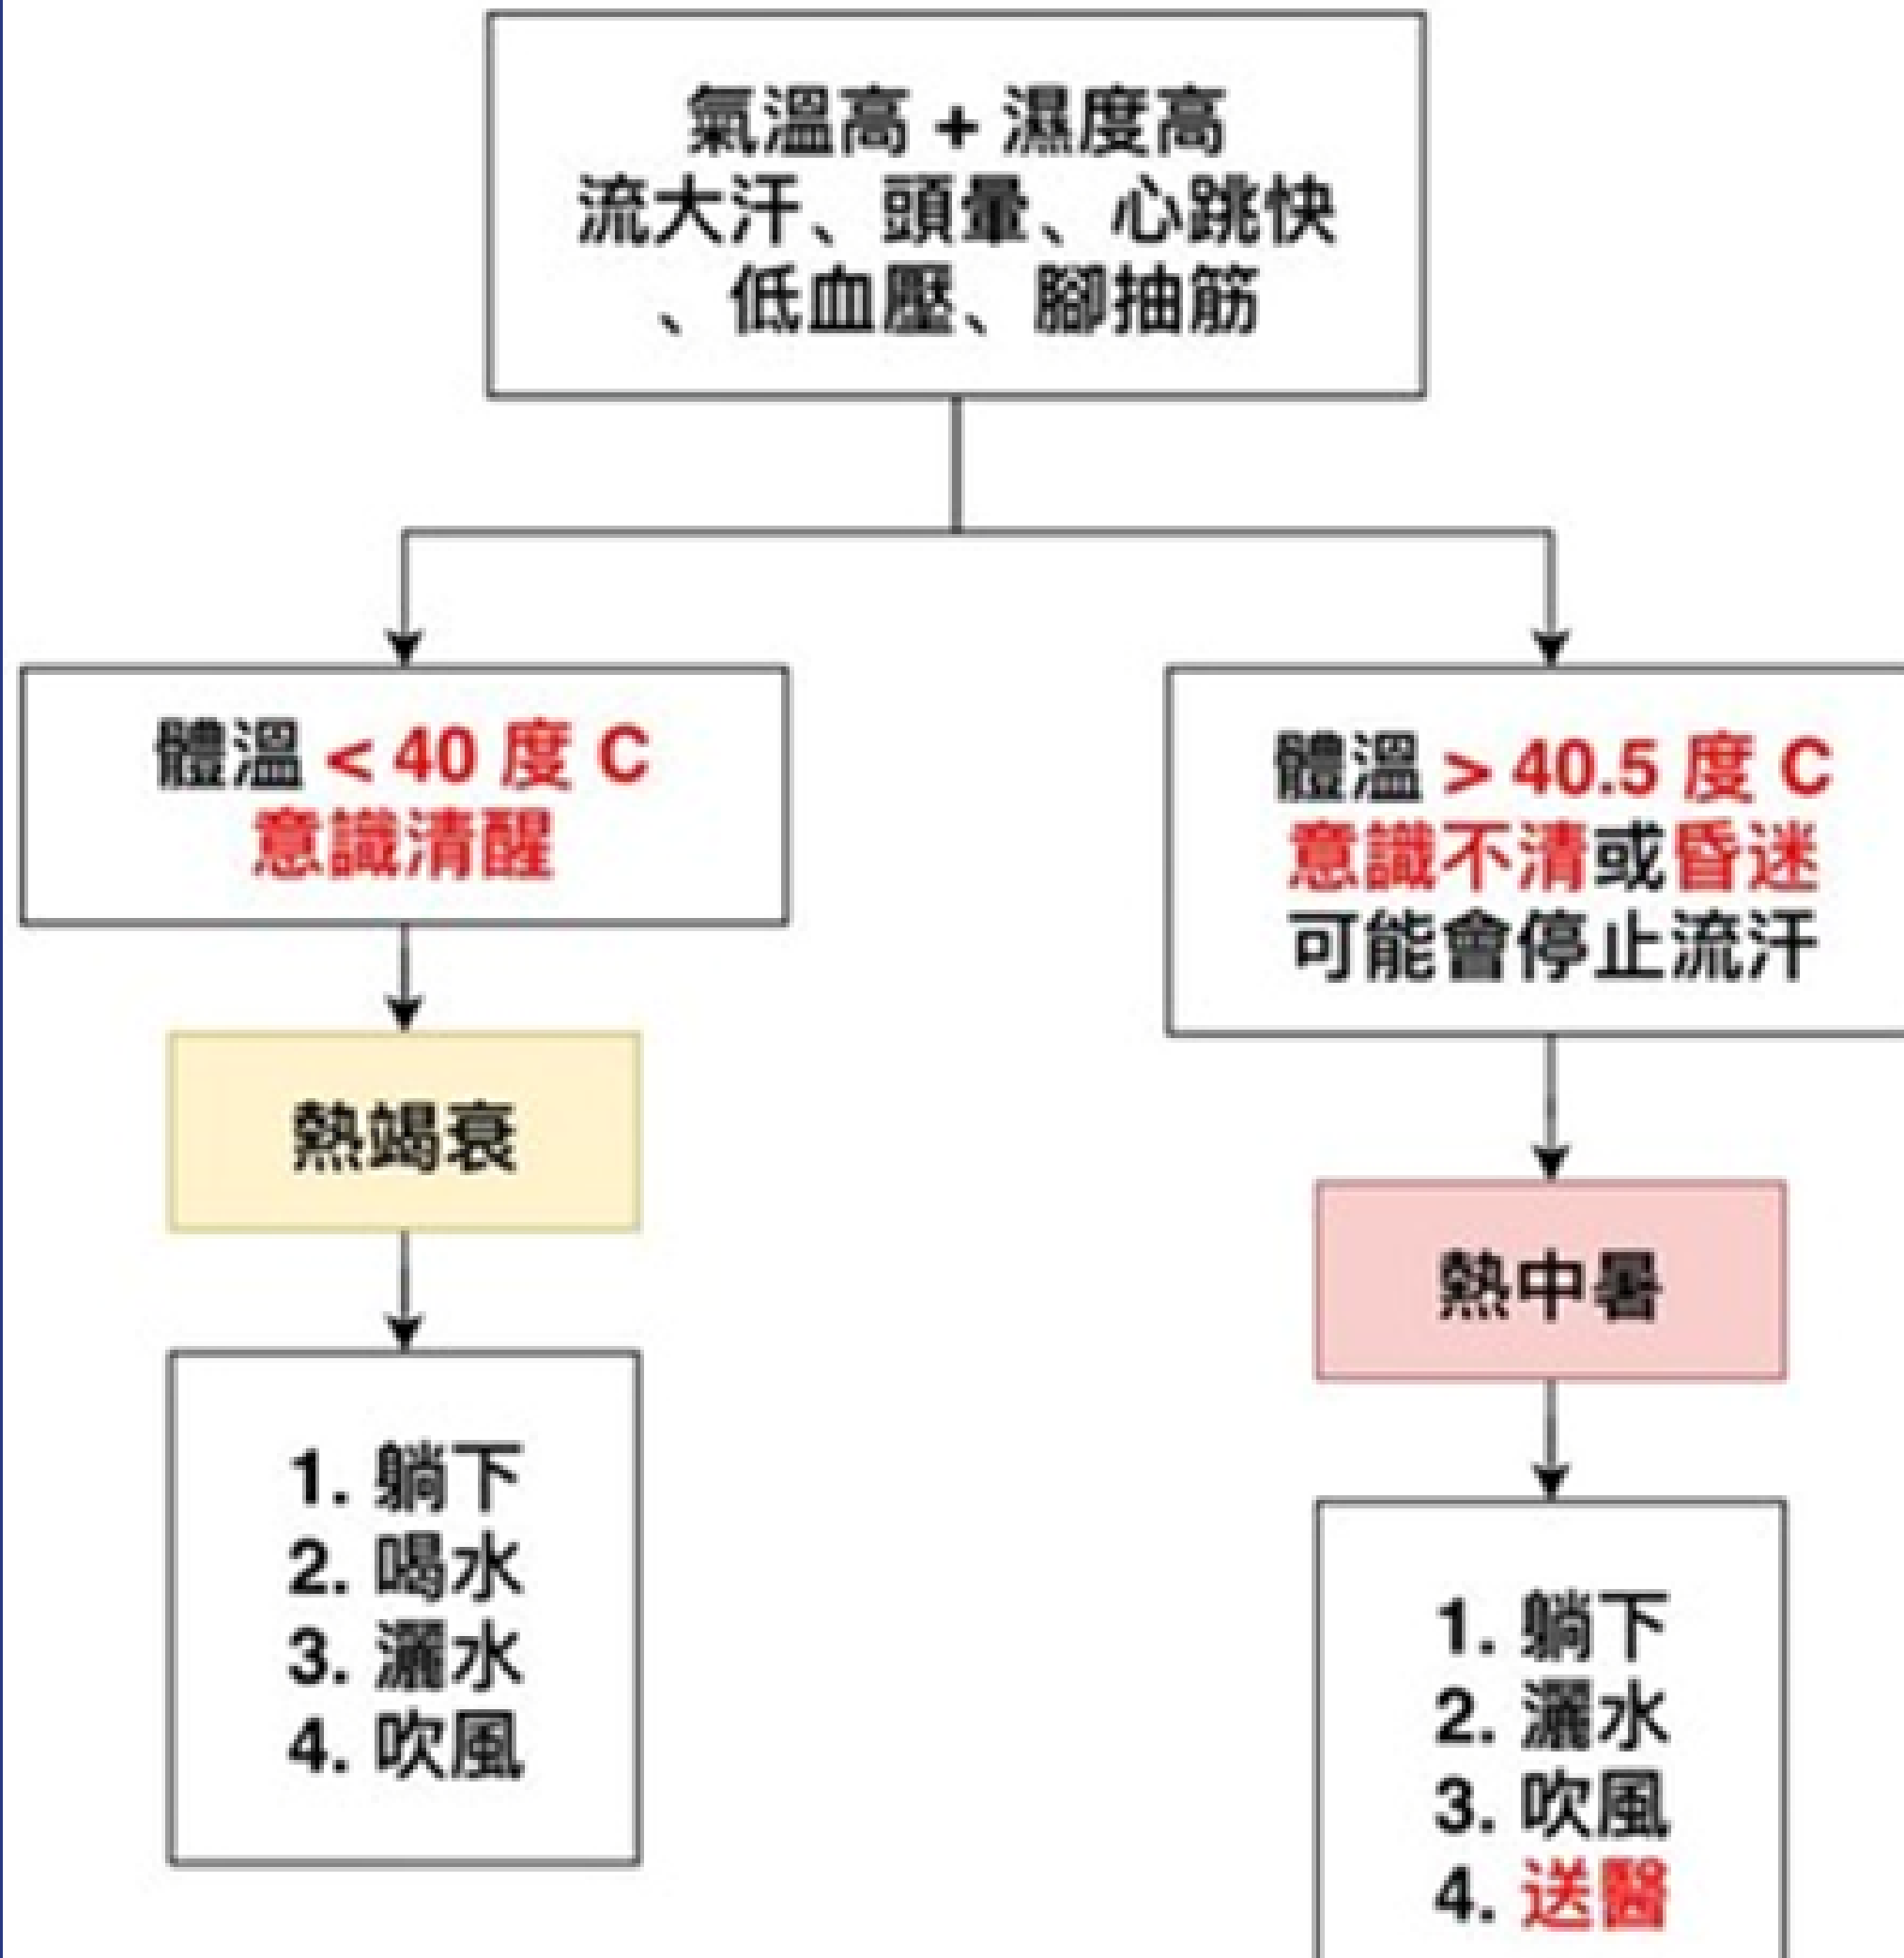 氣溫高 + 濕度高
流大汗、頭暈、心跳快
、低血壓、腳抽筋
體溫 < 40 度 C
意識清醒
熱竭衰
1. 躺下
2. 喝水
3. 灑水
4. 吹風
體溫 > 40.5 度 C
意識不清或昏迷
可能會停止流汗
熱中暑
1. 躺下
2. 灑水
3. 吹風
4. 送醫